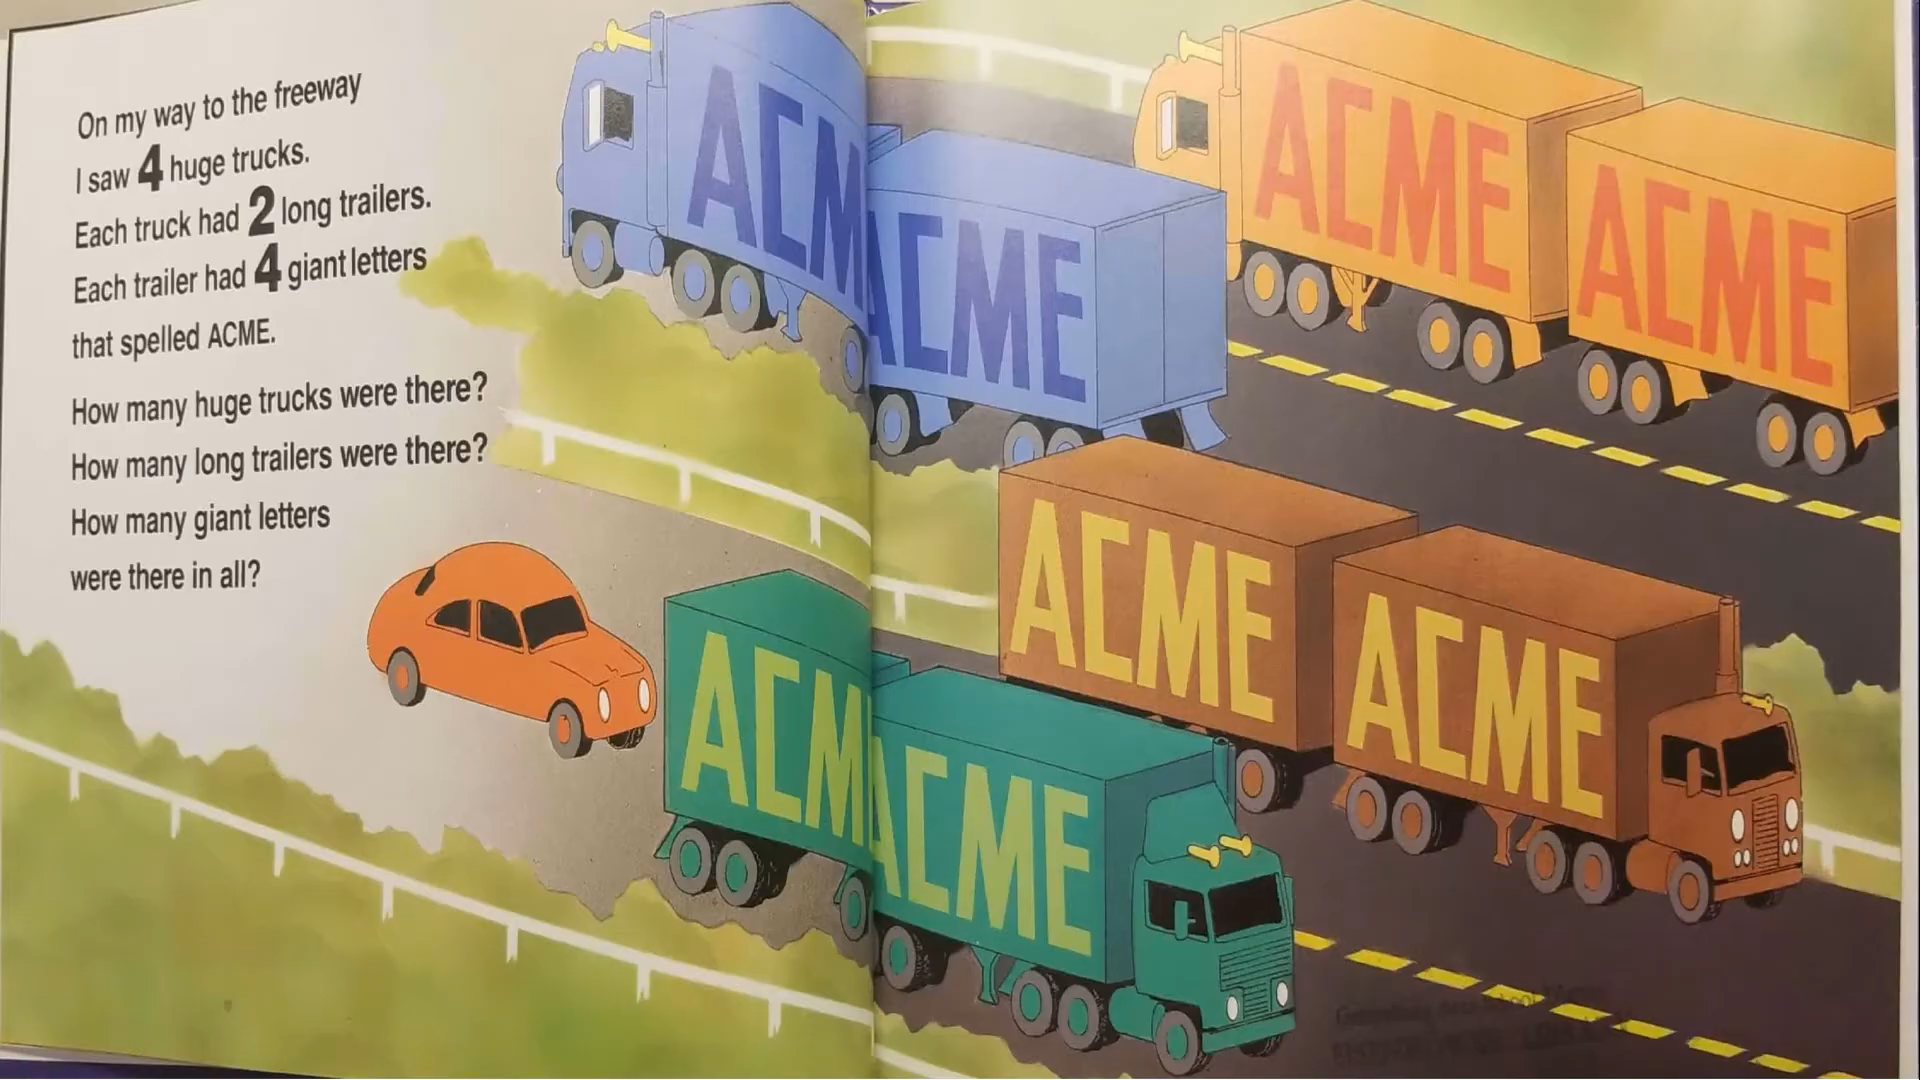 On my way to the freeway
I saw 4 huge trucks.
Each truck had 2 long trailers.
Each trailer had 4 giant letters
that spelled ACME.
How many huge trucks were there?
How many long trailers were there?
How many giant letters
were there in all?
ACM
ACME
ACME
ACME
ACME
ACME
ACM
ACME